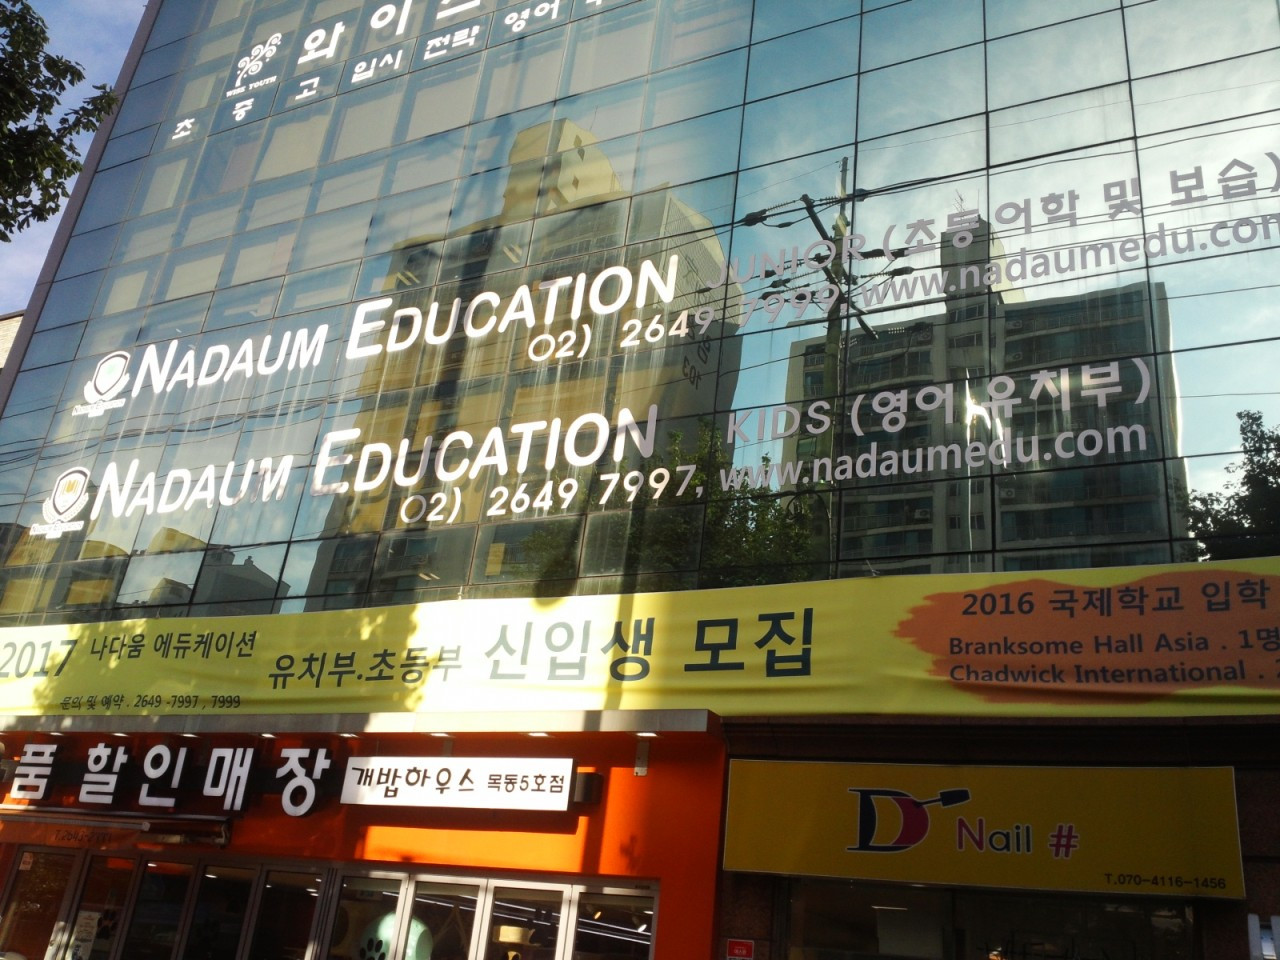 와이
WISE YOUTH
초 중 고 입시 전략 영어
NADAUM EDUCATION JUNIOR (초등어학 및 보습)
02) 2649 7999, www.nadaumedu.com
NADAUM EDUCATION KIDS (영어 유치부)
02) 2649 7997, www.nadaumedu.com
2017 나다움 에듀케이션 유치부.초등부 신입생 모집
문의 및 예약 . 2649 -7997 , 7999
2016 국제학교 입학
Branksome Hall Asia . 1명
Chadwick International .
품 할인매장
개밥하우스 목동5호점
D Nail #
T.070-4116-1456